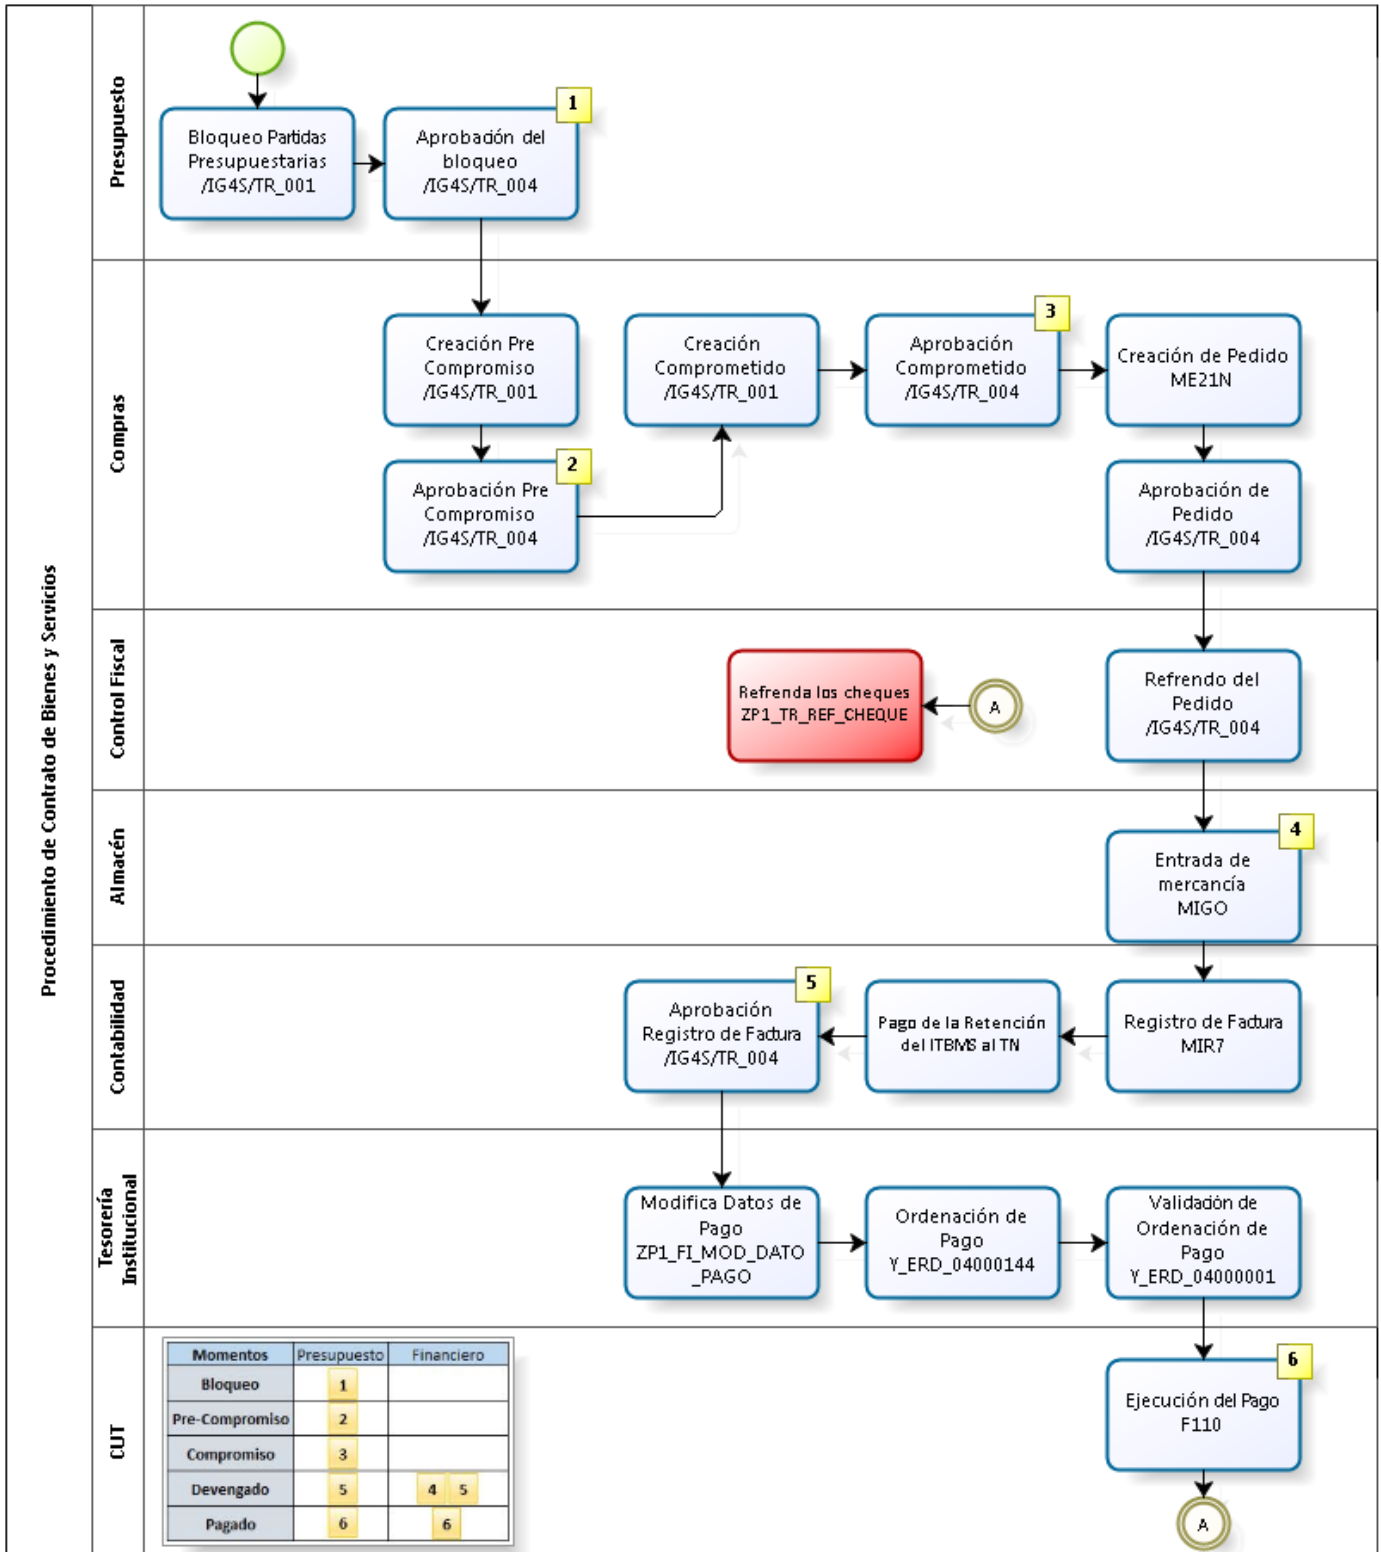 Procedimiento de Contrato de Bienes y Servicios
Presupuesto
Bloqueo Partidas
Presupuestarias
/IG4S/TR_001
1
Aprobación del
bloqueo
/IG4S/TR_004
Compras
Creación Pre
Compromiso
/IG4S/TR_001
2
Aprobación Pre
Compromiso
/IG4S/TR_004
Creación
Comprometido
/IG4S/TR_001
3
Aprobación
Comprometido
/IG4S/TR_004
Creación de Pedido
ME21N
Aprobación de
Pedido
/IG4S/TR_004
Control Fiscal
Refrenda los cheques
ZP1_TR_REF_CHEQUE
A
Refrendo del
Pedido
/IG4S/TR_004
Almacén
4
Entrada de
mercancía
MIGO
Contabilidad
5
Aprobación
Registro de Factura
/IG4S/TR_004
Pago de la Retención
del ITBMS al TN
Registro de Factura
MIR7
Tesorería
Institucional
Modifica Datos de
Pago
ZP1_FI_MOD_DATO
_PAGO
Ordenación de
Pago
Y_ERD_04000144
Validación de
Ordenación de
Pago
Y_ERD_04000001
CUT
Momentos Presupuesto Financiero
Bloqueo 1
Pre-Compromiso 2
Compromiso 3
Devengado 5 4 5
Pagado 6 6
6
Ejecución del Pago
F110
A